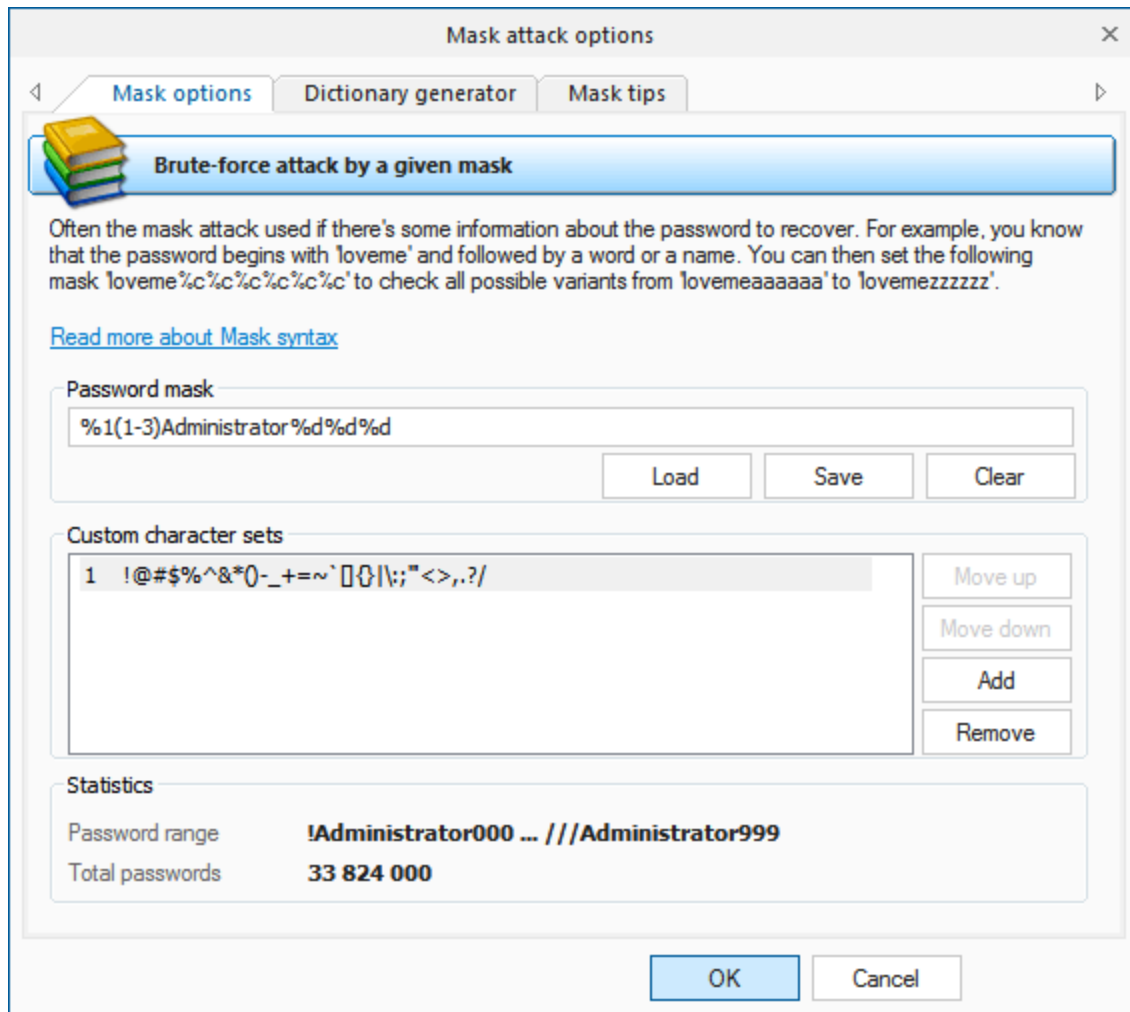 Mask attack options
Mask options Dictionary generator Mask tips
Brute-force attack by a given mask
Often the mask attack used if there's some information about the password to recover. For example, you know
that the password begins with 'loveme' and followed by a word or a name. You can then set the following
mask 'loveme%c%c%c%c%c%c' to check all possible variants from 'lovemeaaaaaa' to 'lovemezzzzzz'.
Read more about Mask syntax
Password mask
%1(1-3)Administrator%d%d%d
Load Save Clear
Custom character sets
1 !@#$%^&*()-_+=~`[]{}|\:;"'<>,.?/
Move up
Move down
Add
Remove
Statistics
Password range !Administrator000 ... ///Administrator999
Total passwords 33 824 000
OK Cancel